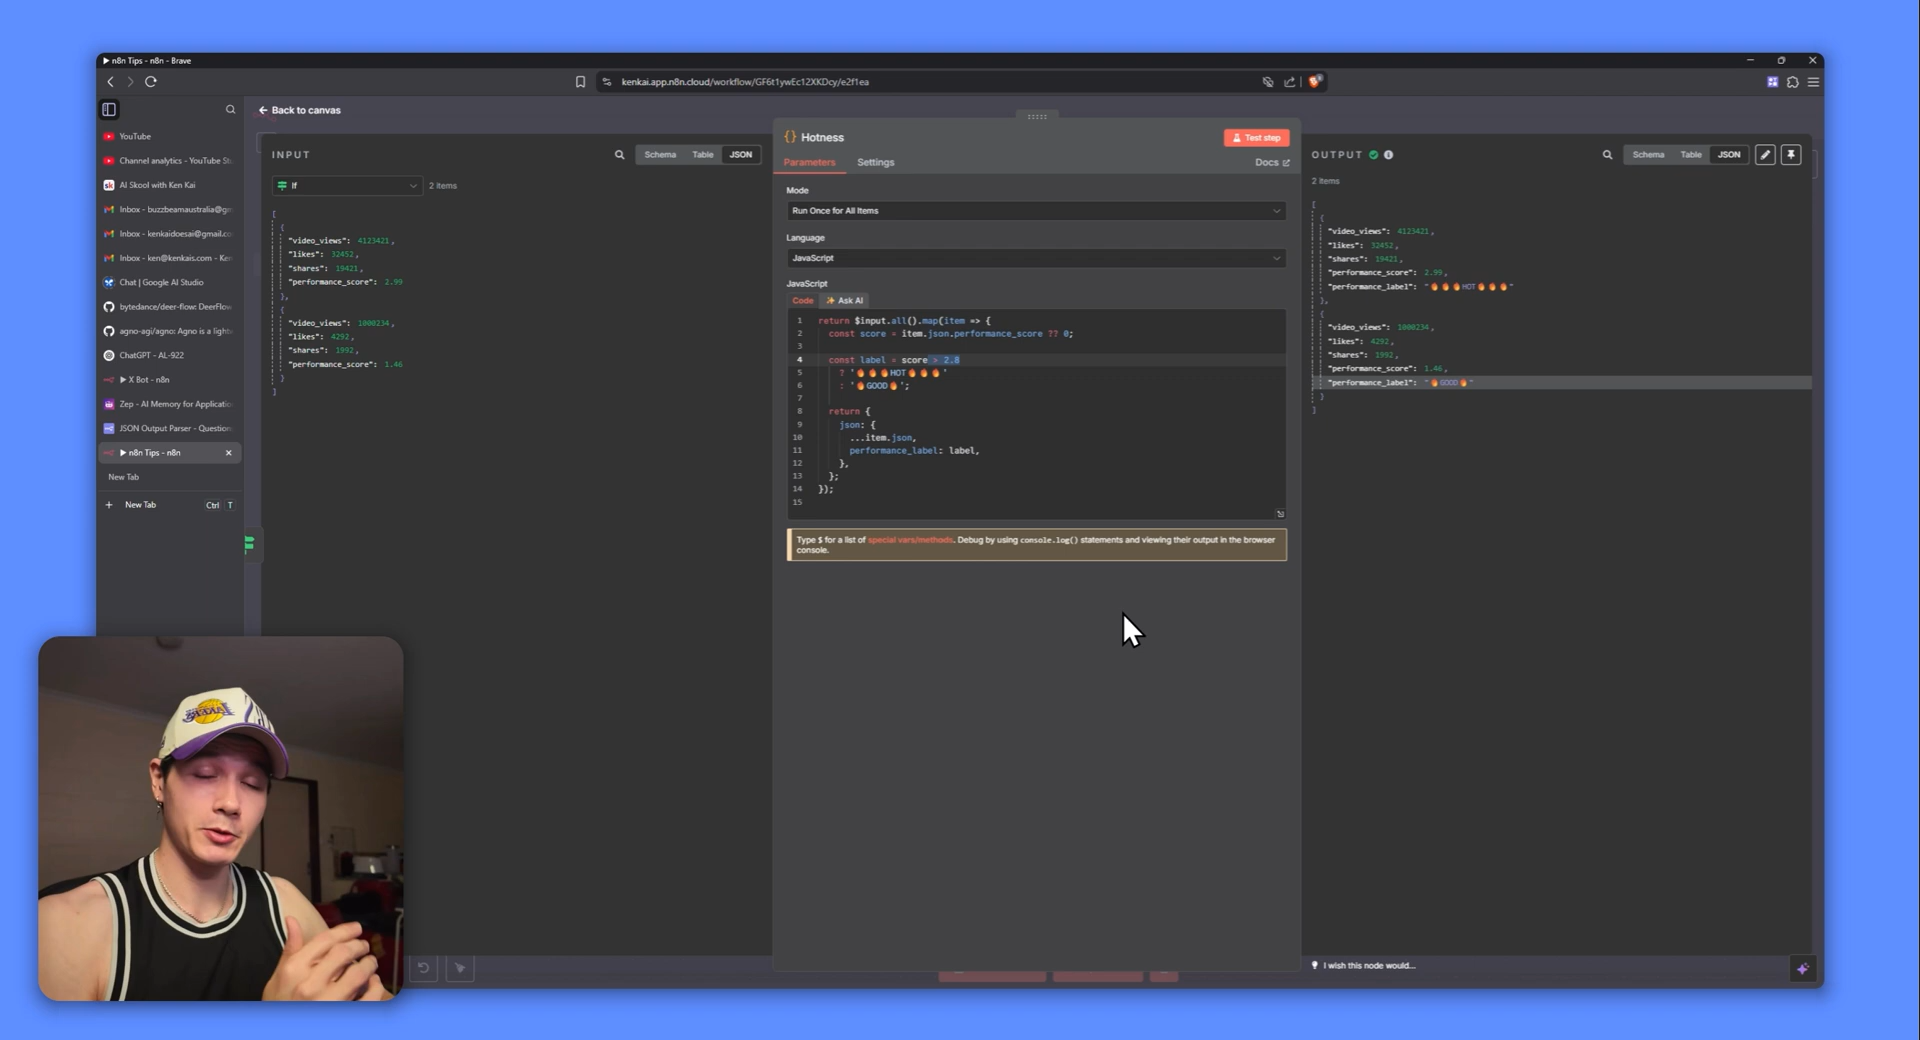 n8n Tips - n8n - Brave
kenkai.app.n8n.cloud/workflow/GF6t1ywEc12XKDcy/e2f1ea
YouTube
Channel analytics - YouTube St
AI Skool with Ken Kai
Inbox - buzzbeamaustralia@gm
Inbox - kenkaidoesai@gmail.co
Inbox - ken@kenkais.com - Ke
Chat | Google AI Studio
bytedance/deer-flow: DeerFlow
agno-agi/agno: Agno is a light
ChatGPT - AL-922
X Bot - n8n
Zep - AI Memory for Applicatio
JSON Output Parser - Question
n8n Tips - n8n
New Tab
+ New Tab Ctrl T
← Back to canvas
INPUT
Schema Table JSON
If
2 items
[
{
"video_views": 4123421,
"likes": 32452,
"shares": 19421,
"performance_score": 2.99
},
{
"video_views": 1000234,
"likes": 4292,
"shares": 1992,
"performance_score": 1.46
}
]
{} Hotness
Test step
Parameters Settings
Docs
Mode
Run Once for All Items
Language
JavaScript
JavaScript
Code Ask AI
1 return $input.all().map(item => {
2 const score = item.json.performance_score ?? 0;
3
4 const label = score > 2.8
5 ? '🔥🔥🔥HOT🔥🔥🔥'
6 : '🔥GOOD🔥';
7
8 return {
9 json: {
10 ...item.json,
11 performance_label: label,
12 },
13 };
14 });
15
Type $ for a list of special vars/methods. Debug by using console.log() statements and viewing their output in the browser
console.
OUTPUT
Schema Table JSON
2 items
[
{
"video_views": 4123421,
"likes": 32452,
"shares": 19421,
"performance_score": 2.99,
"performance_label": "🔥🔥🔥HOT🔥🔥🔥"
},
{
"video_views": 1000234,
"likes": 4292,
"shares": 1992,
"performance_score": 1.46,
"performance_label": "🔥GOOD🔥"
}
]
I wish this node would...